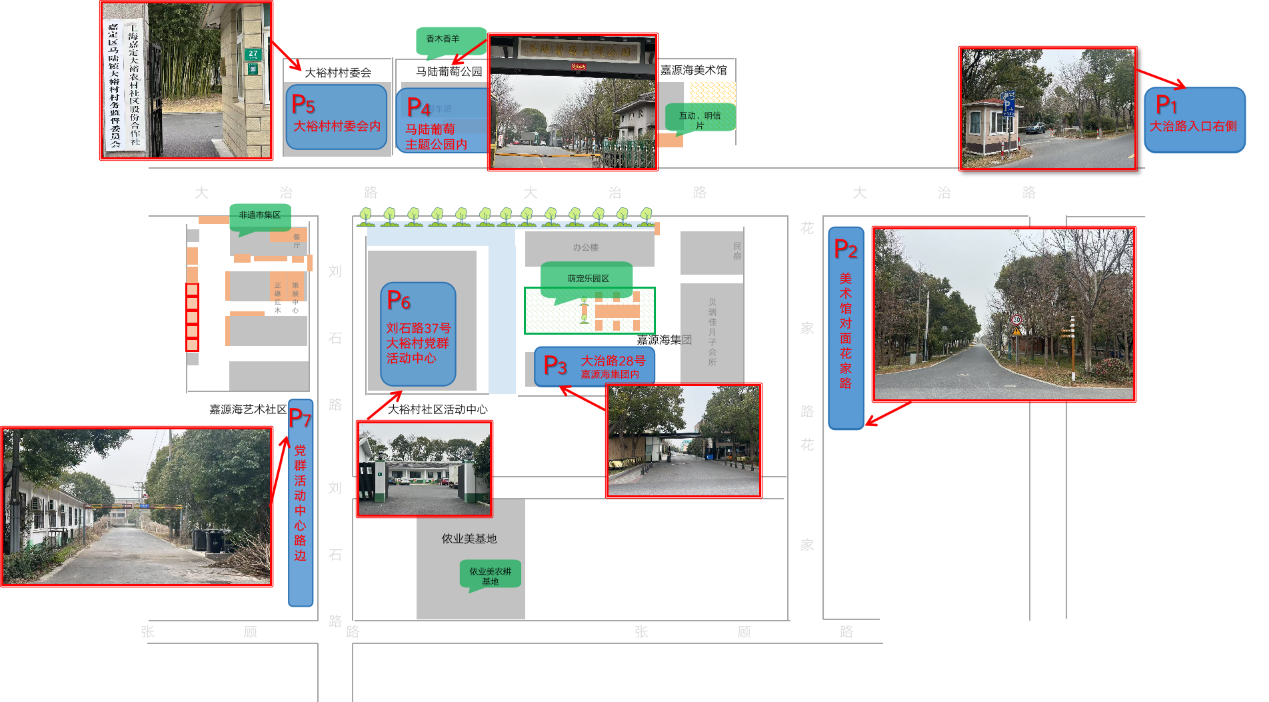 嘉定区马陆镇大裕村村务监督委员会
上海嘉定大裕农村社区股份合作社
27
香木香羊
大裕村村委会
马陆葡萄公园
嘉源海美术馆
P5
大裕村村委会内
P4
马陆葡萄
主题公园内
互动、明信
片
P1
大治路入口右侧
大治路
大治路
大治路
非遗市集区
餐厅
正雄红木
集展中心
办公楼
民宿
萌宠乐园区
贝瑞佳月子会所
嘉源海集团
P6
刘石路37号
大裕村党群
活动中心
P3
大治路28号
嘉源海集团内
P2
美术馆对面花家路
刘石路
花家路
嘉源海艺术社区
大裕村社区活动中心
P7
党群活动中心路边
刘石路
花家
侬业美基地
侬业美农耕
基地
张顾路
张顾路